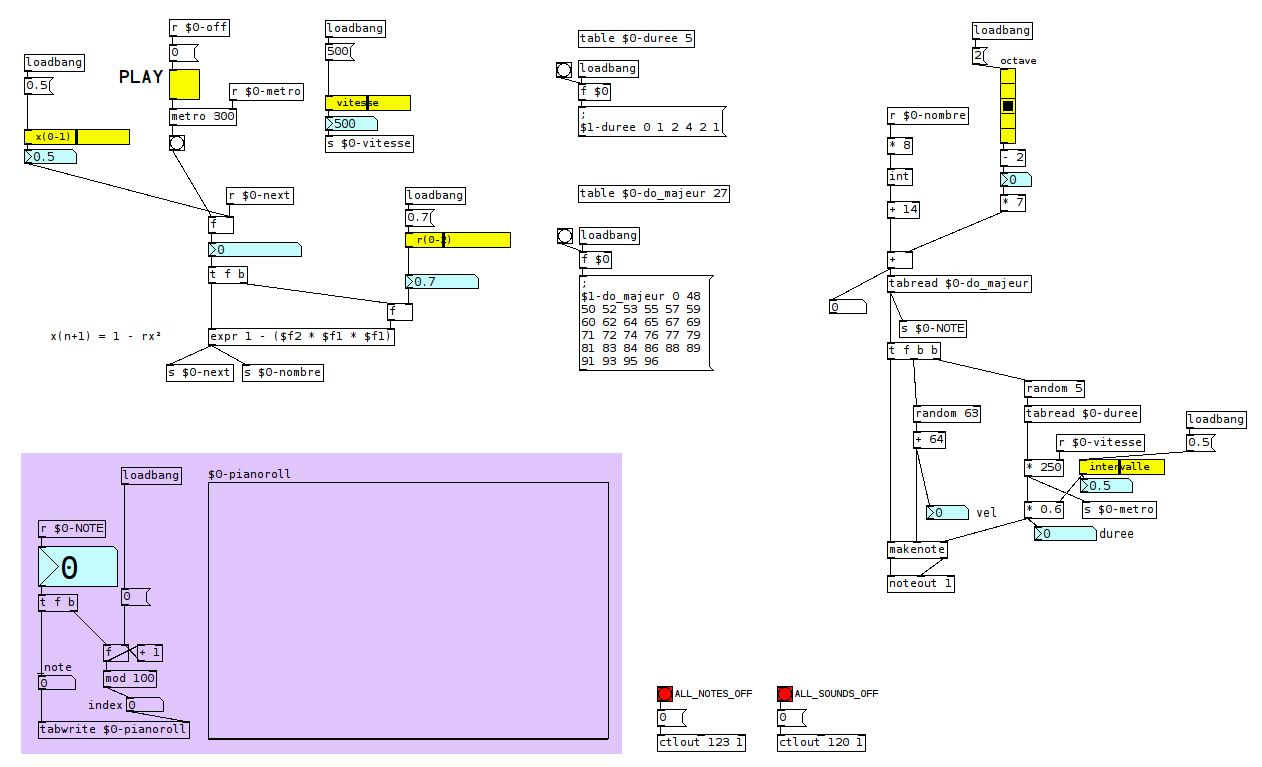 r $0-off
0
PLAY
r $0-metro
metro 300
loadbang
0.5
x(0-1)
0.5
loadbang
500
vitesse
500
s $0-vitesse
r $0-next
f
0
t f b
loadbang
0.7
r(0-2)
0.7
f
x(n+1) = 1 - rx²
expr 1 - ($f2 * $f1 * $f1)
s $0-next
s $0-nombre
table $0-duree 5
loadbang
f $0
;
$1-duree 0 1 2 4 2 1
table $0-do_majeur 27
loadbang
f $0
;
$1-do_majeur 0 48
50 52 53 55 57 59
60 62 64 65 67 69
71 72 74 76 77 79
81 83 84 86 88 89
91 93 95 96
loadbang
2
octave
r $0-nombre
* 8
int
+ 14
- 2
0
* 7
+
tabread $0-do_majeur
0
s $0-NOTE
t f b b
random 5
random 63
+ 64
tabread $0-duree
r $0-vitesse
loadbang
0.5
* 250
intervalle
0.5
* 0.6
s $0-metro
0 vel
0 duree
makenote
noteout 1
loadbang
r $0-NOTE
0
t f b
0
f
+ 1
mod 100
note
0
index 0
tabwrite $0-pianoroll
$0-pianoroll
ALL_NOTES_OFF
0
ctlout 123 1
ALL_SOUNDS_OFF
0
ctlout 120 1